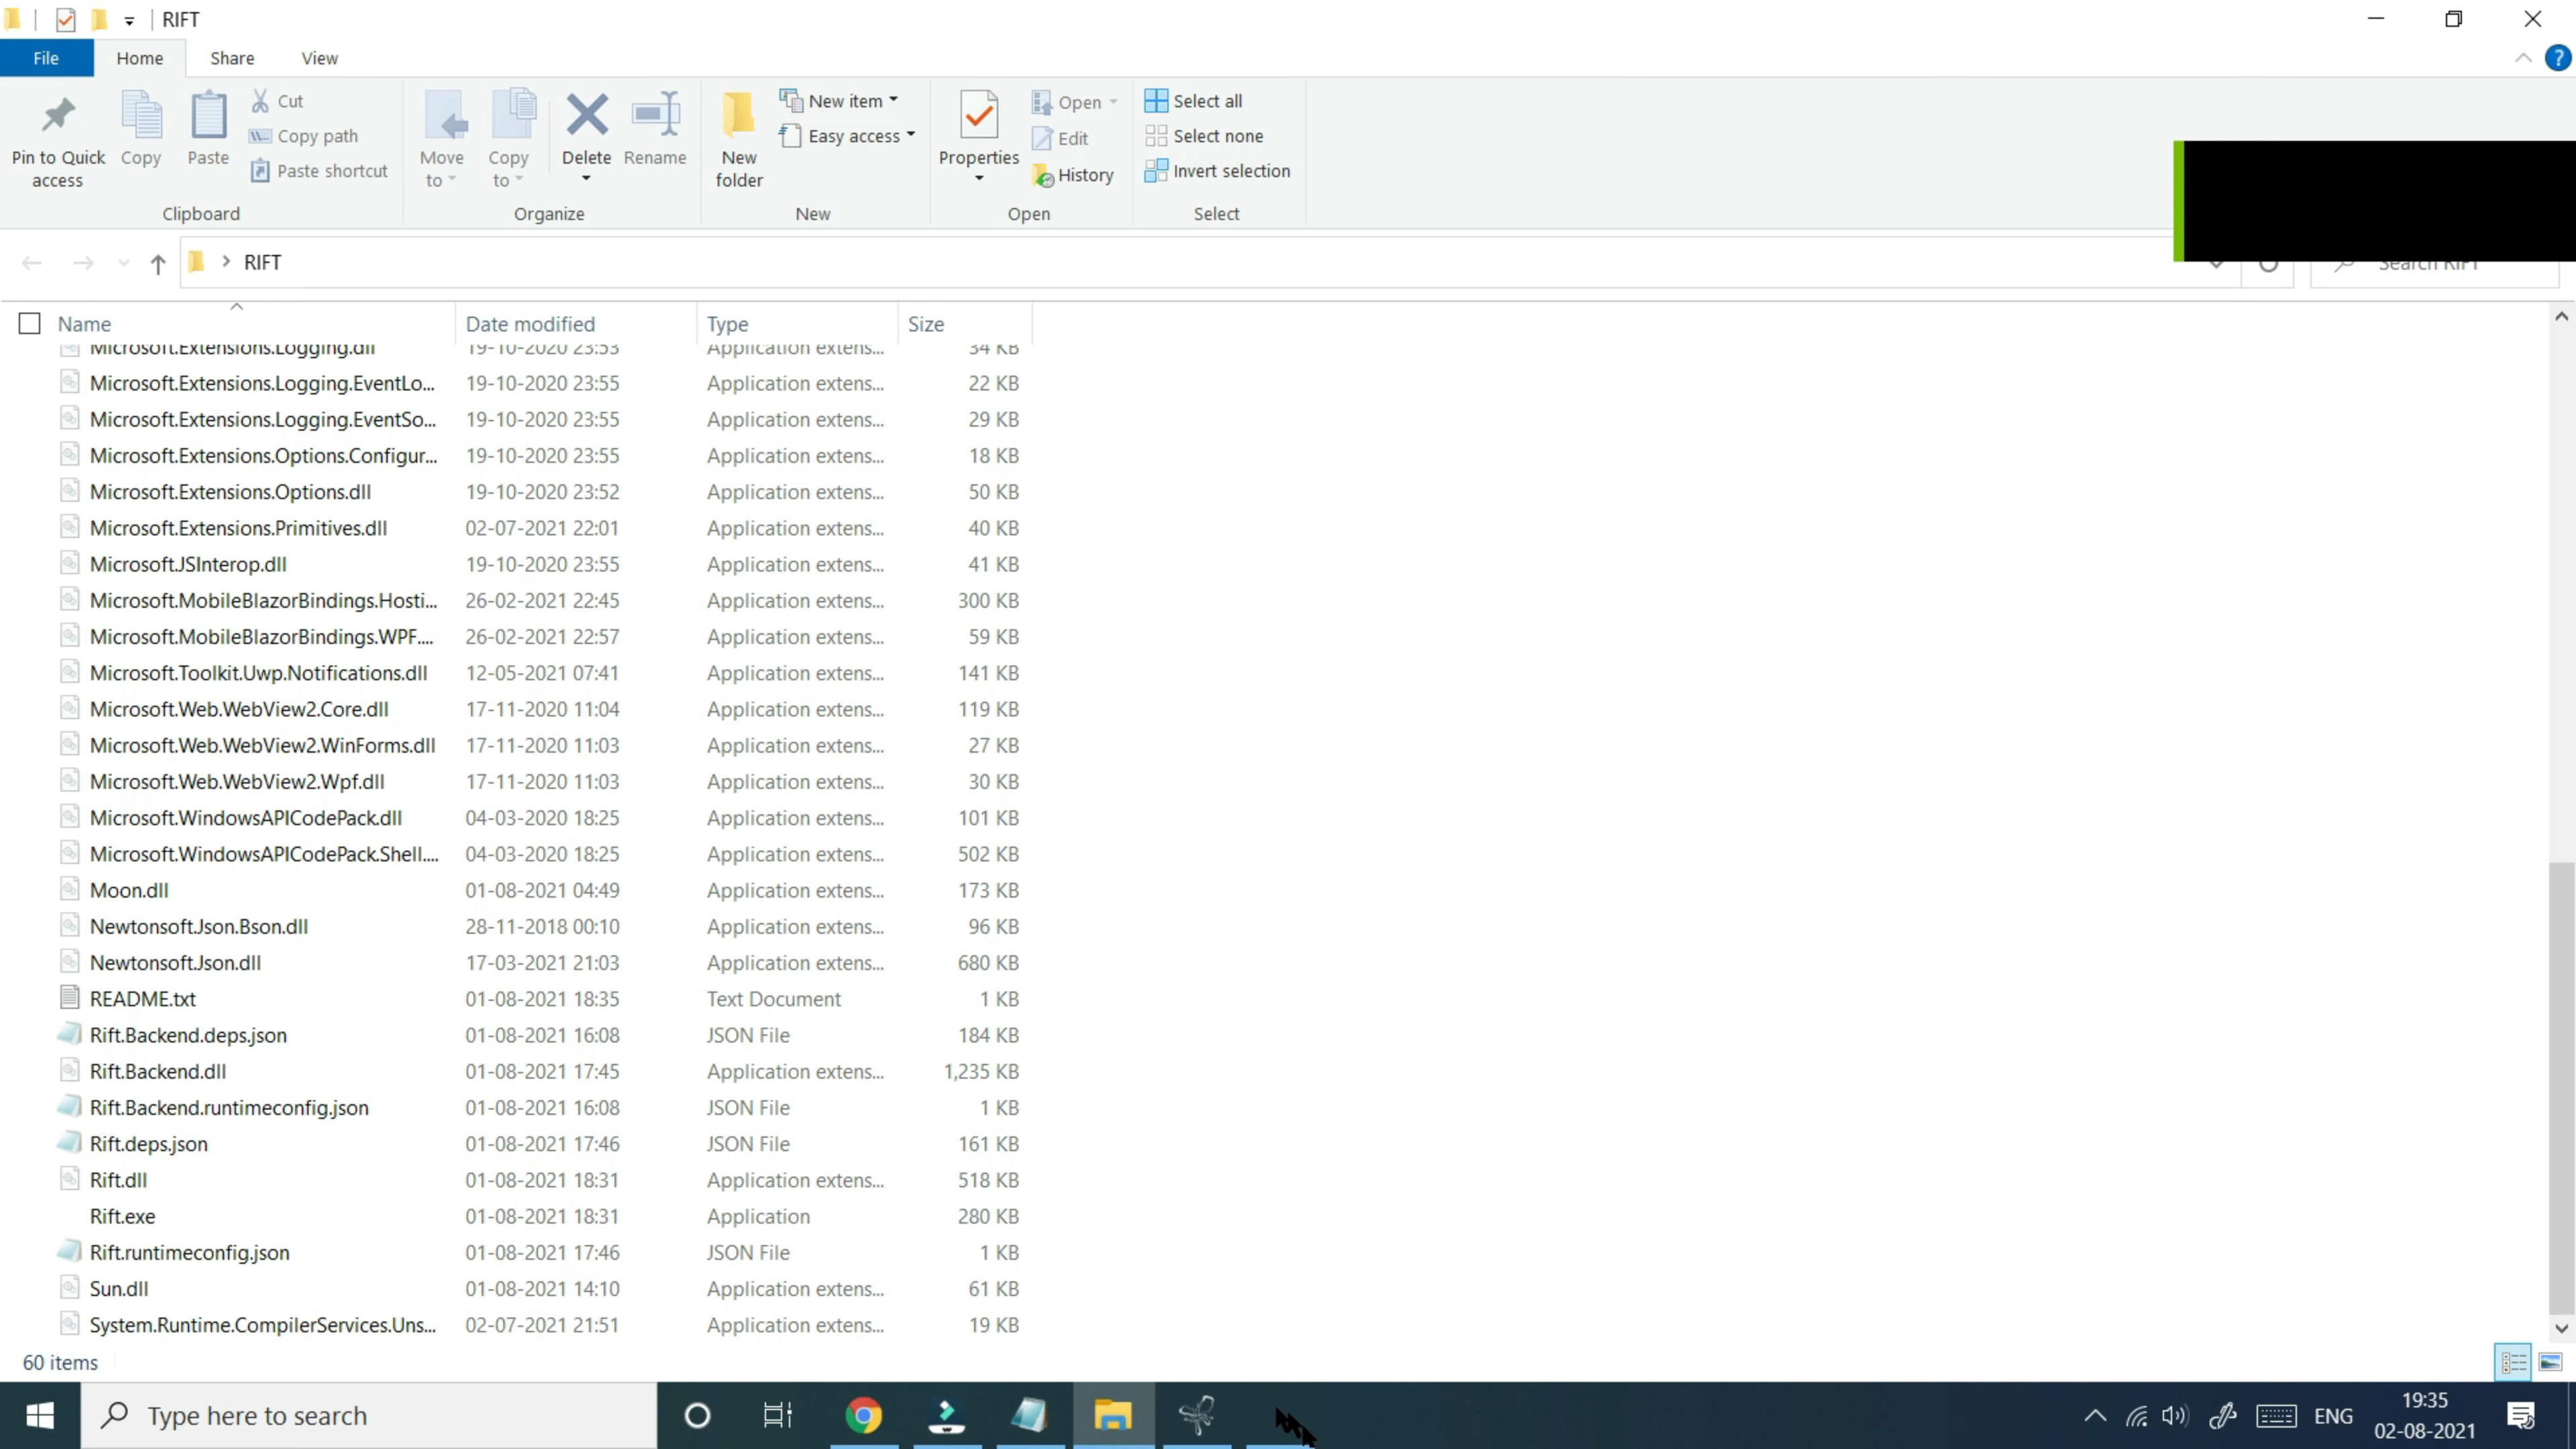 RIFT
File Home Share View
Pin to Quick access
Copy
Paste
Cut
Copy path
Paste shortcut
Clipboard
Move to
Copy to
Delete
Rename
Organize
New folder
New item
Easy access
New
Properties
Open
Edit
History
Open
Select all
Select none
Invert selection
Select
RIFT
Search RIFT
Name Date modified Type Size
Microsoft.Extensions.Logging.dll 19-10-2020 23:53 Application extens... 34 KB
Microsoft.Extensions.Logging.EventLo... 19-10-2020 23:55 Application extens... 22 KB
Microsoft.Extensions.Logging.EventSo... 19-10-2020 23:55 Application extens... 29 KB
Microsoft.Extensions.Options.Configur... 19-10-2020 23:55 Application extens... 18 KB
Microsoft.Extensions.Options.dll 19-10-2020 23:52 Application extens... 50 KB
Microsoft.Extensions.Primitives.dll 02-07-2021 22:01 Application extens... 40 KB
Microsoft.JSInterop.dll 19-10-2020 23:55 Application extens... 41 KB
Microsoft.MobileBlazorBindings.Hosti... 26-02-2021 22:45 Application extens... 300 KB
Microsoft.MobileBlazorBindings.WPF.... 26-02-2021 22:57 Application extens... 59 KB
Microsoft.Toolkit.Uwp.Notifications.dll 12-05-2021 07:41 Application extens... 141 KB
Microsoft.Web.WebView2.Core.dll 17-11-2020 11:04 Application extens... 119 KB
Microsoft.Web.WebView2.WinForms.dll 17-11-2020 11:03 Application extens... 27 KB
Microsoft.Web.WebView2.Wpf.dll 17-11-2020 11:03 Application extens... 30 KB
Microsoft.WindowsAPICodePack.dll 04-03-2020 18:25 Application extens... 101 KB
Microsoft.WindowsAPICodePack.Shell.... 04-03-2020 18:25 Application extens... 502 KB
Moon.dll 01-08-2021 04:49 Application extens... 173 KB
Newtonsoft.Json.Bson.dll 28-11-2018 00:10 Application extens... 96 KB
Newtonsoft.Json.dll 17-03-2021 21:03 Application extens... 680 KB
README.txt 01-08-2021 18:35 Text Document 1 KB
Rift.Backend.deps.json 01-08-2021 16:08 JSON File 184 KB
Rift.Backend.dll 01-08-2021 17:45 Application extens... 1,235 KB
Rift.Backend.runtimeconfig.json 01-08-2021 16:08 JSON File 1 KB
Rift.deps.json 01-08-2021 17:46 JSON File 161 KB
Rift.dll 01-08-2021 18:31 Application extens... 518 KB
Rift.exe 01-08-2021 18:31 Application 280 KB
Rift.runtimeconfig.json 01-08-2021 17:46 JSON File 1 KB
Sun.dll 01-08-2021 14:10 Application extens... 61 KB
System.Runtime.CompilerServices.Uns... 02-07-2021 21:51 Application extens... 19 KB
60 items
Type here to search
ENG
19:35
02-08-2021